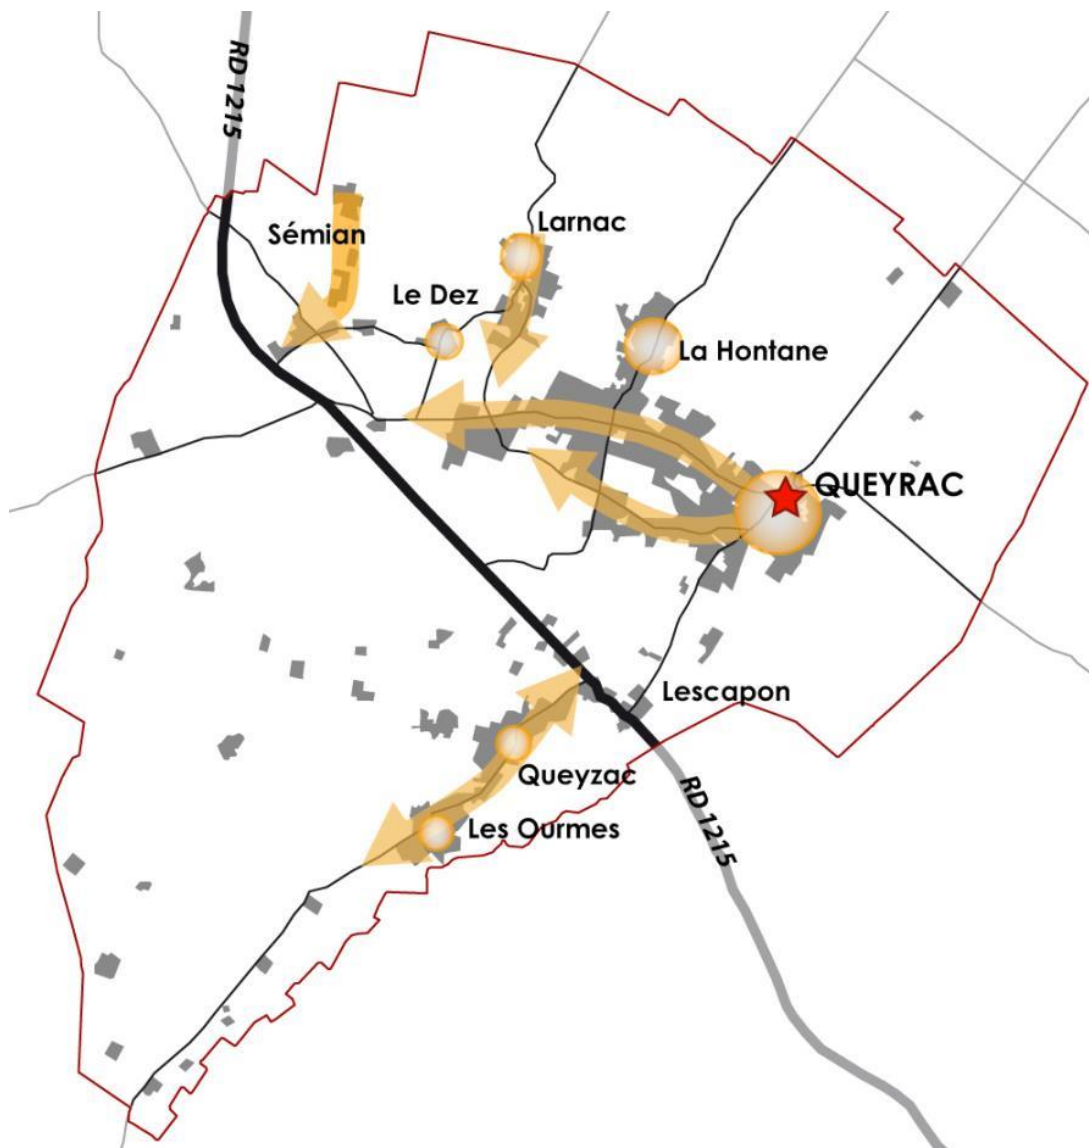 RD 1215
Sémian
Larnac
Le Dez
La Hontane
QUEYRAC
Lescapon
Queyzac
RD 1215
Les Ourmes